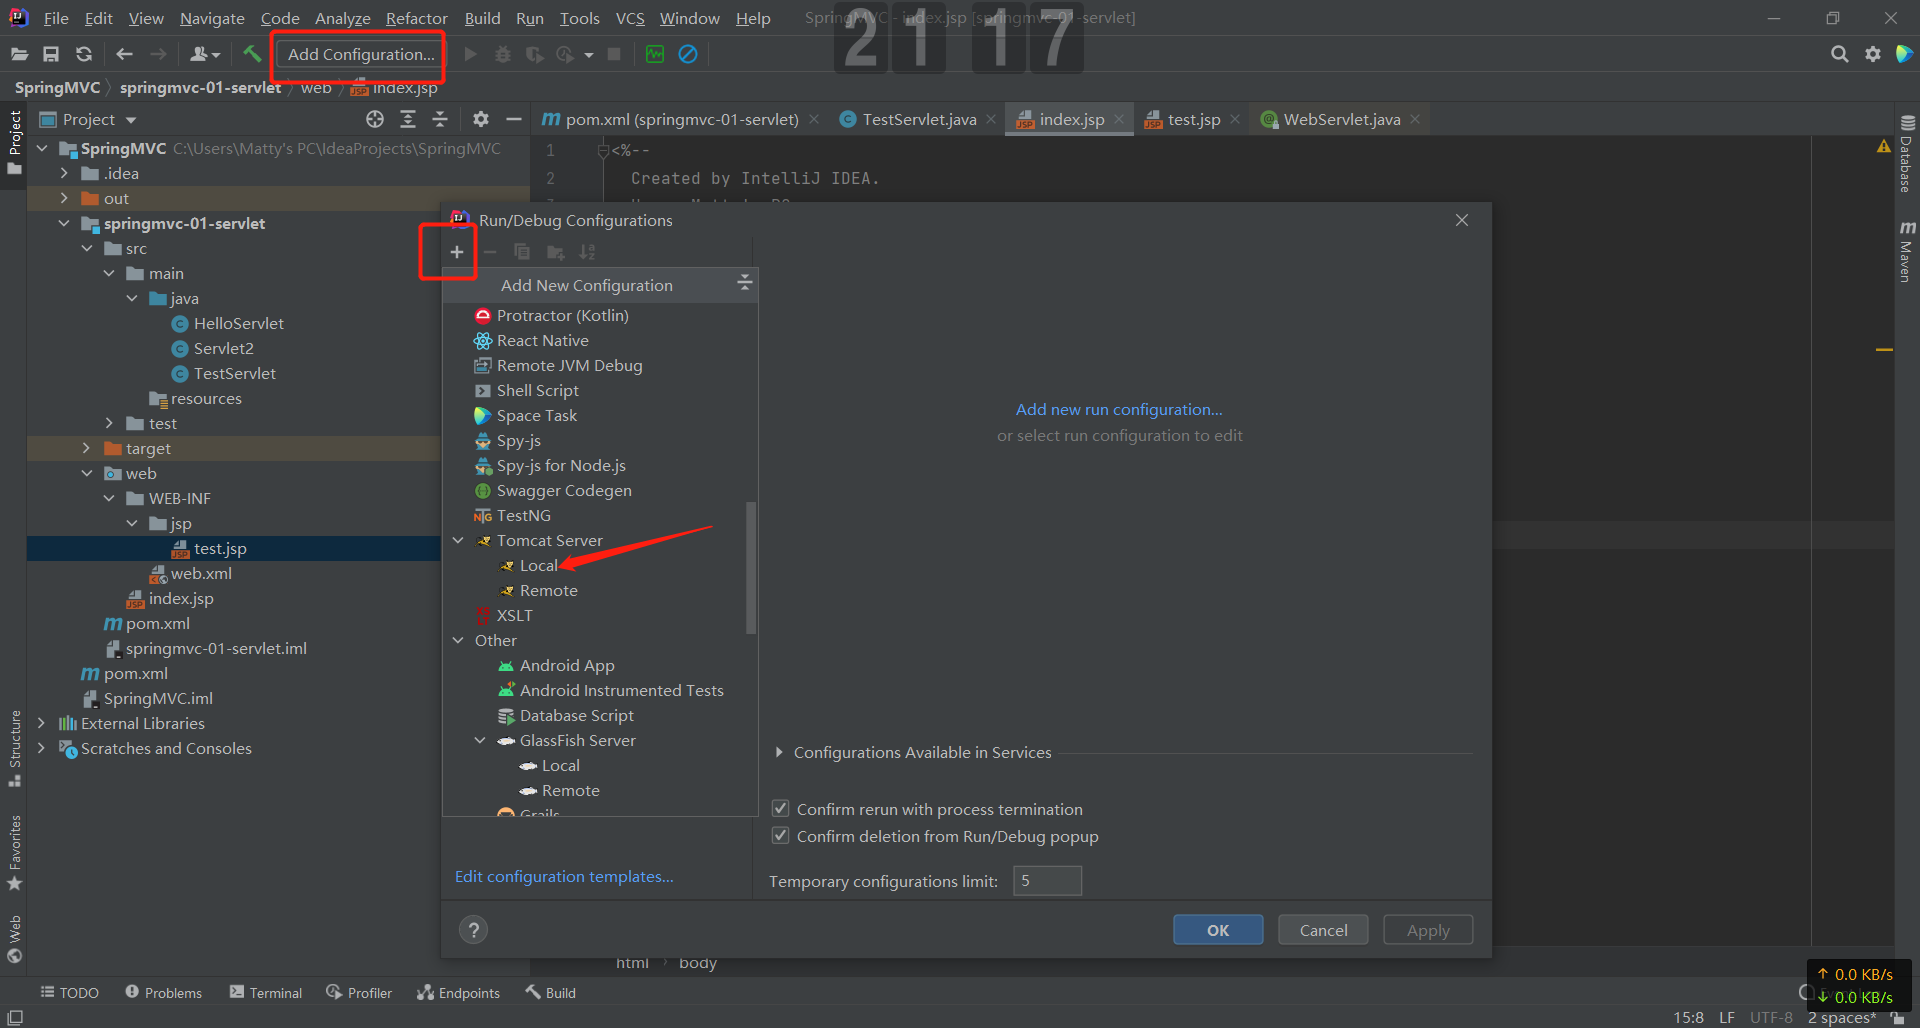 File Edit View Navigate Code Analyze Refactor Build Run Tools VCS Window Help SpringMVC - index.jsp [springmvc-01-servlet]
21 17
Add Configuration...
SpringMVC springmvc-01-servlet web index.jsp
Project
pom.xml (springmvc-01-servlet) TestServlet.java index.jsp test.jsp WebServlet.java
Project
Structure
Favorites
Web
SpringMVC C:\Users\Matty's PC\IdeaProjects\SpringMVC
.idea
out
springmvc-01-servlet
src
main
java
HelloServlet
Servlet2
TestServlet
resources
test
target
web
WEB-INF
jsp
test.jsp
web.xml
index.jsp
pom.xml
springmvc-01-servlet.iml
pom.xml
SpringMVC.iml
External Libraries
Scratches and Consoles
1 <%--
2 Created by IntelliJ IDEA.
Run/Debug Configurations
Add New Configuration
Protractor (Kotlin)
React Native
Remote JVM Debug
Shell Script
Space Task
Spy-js
Spy-js for Node.js
Swagger Codegen
TestNG
Tomcat Server
Local
Remote
XSLT
Other
Android App
Android Instrumented Tests
Database Script
GlassFish Server
Local
Remote
Grails
Edit configuration templates...
Add new run configuration...
or select run configuration to edit
Configurations Available in Services
Confirm rerun with process termination
Confirm deletion from Run/Debug popup
Temporary configurations limit: 5
? OK Cancel Apply
html body
Database
Maven
TODO Problems Terminal Profiler Endpoints Build
↑ 0.0 KB/s
↓ 0.0 KB/s
15:8 LF UTF-8 2 spaces*